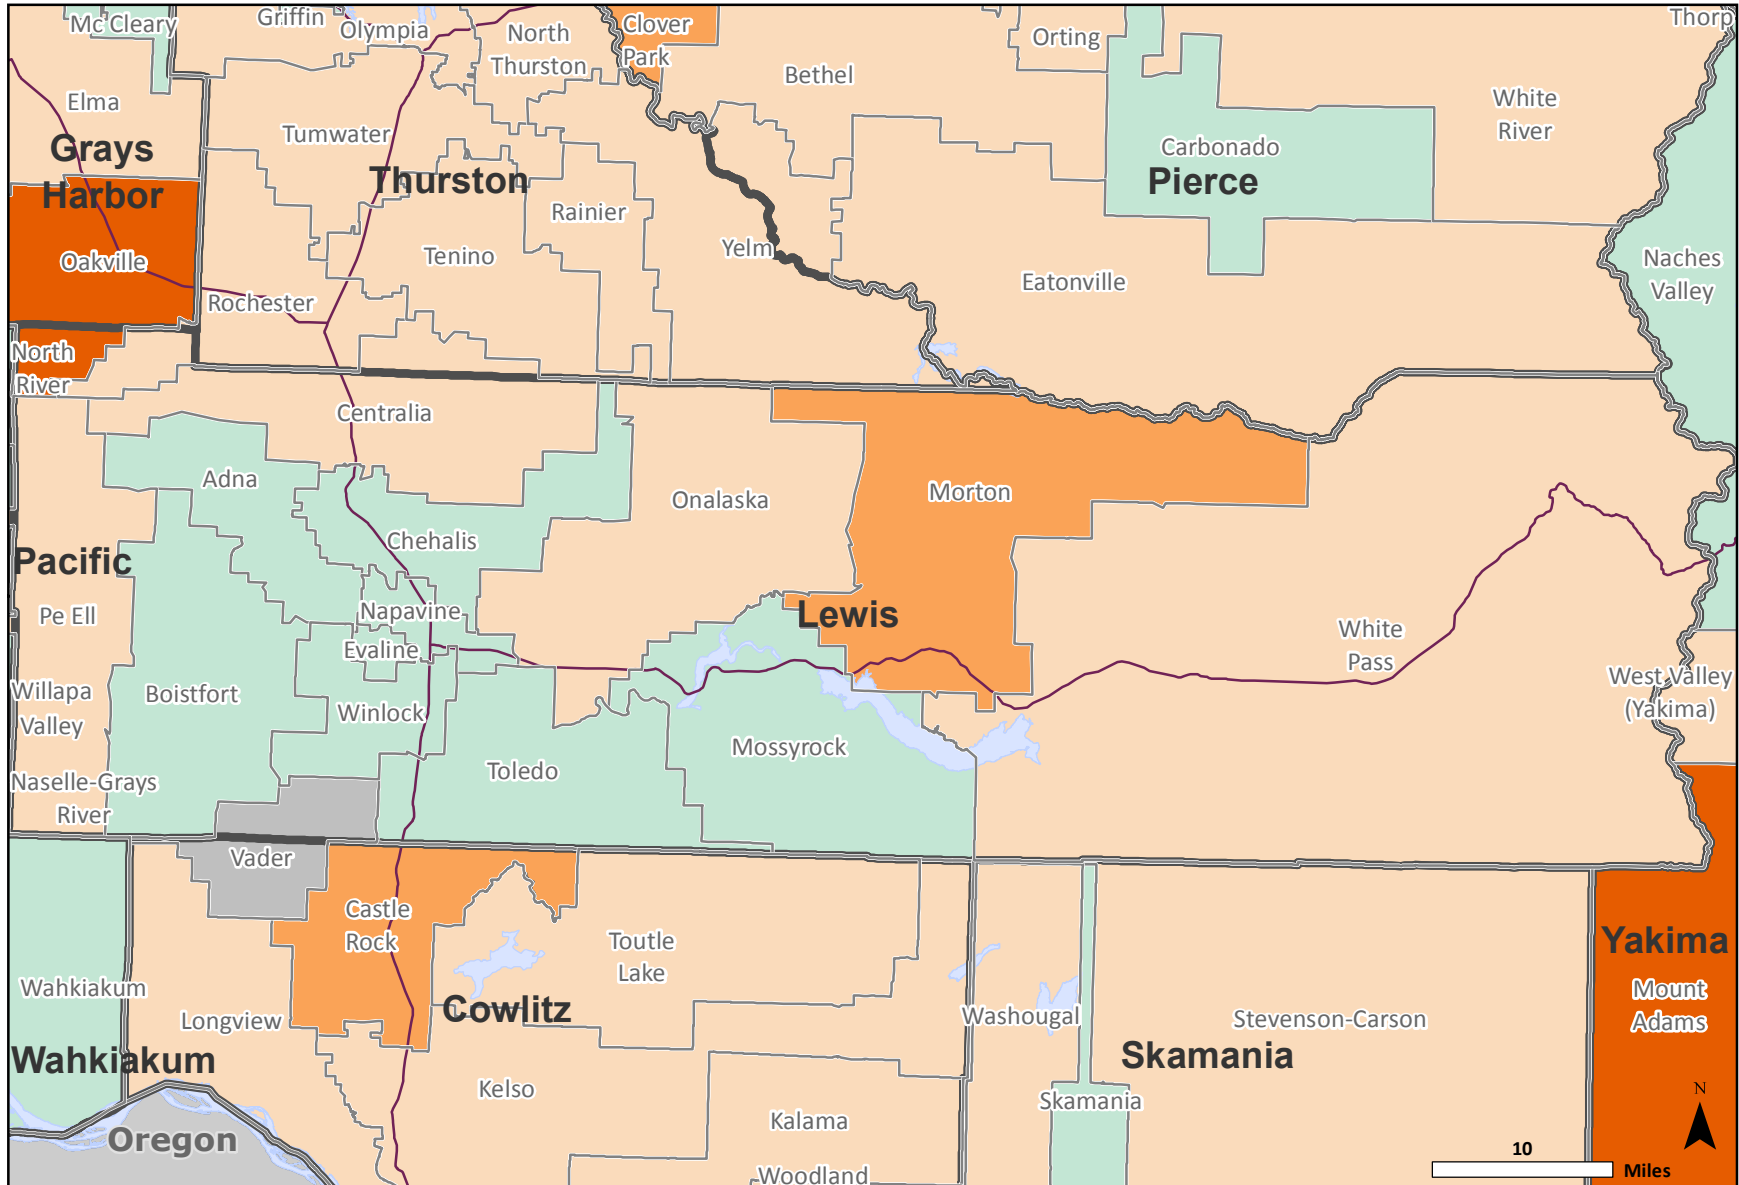 Mc Cleary
Griffin
Olympia
North
Thurston
Clover
Park
Orting
Thorp
Bethel
Elma
White
River
Tumwater
Carbonado
Grays
Harbor
Thurston
Pierce
Rainier
Yelm
Tenino
Oakville
Naches
Valley
Eatonville
Rochester
North
River
Centralia
Adna
Onalaska
Morton
Chehalis
Pacific
Pe Ell
Napavine
Lewis
White
Pass
Evaline
West Valley
(Yakima)
Willapa
Valley
Boistfort
Winlock
Mossyrock
Toledo
Naselle-Grays
River
Vader
Castle
Rock
Toutle
Lake
Yakima
Mount
Adams
Wahkiakum
Longview
Cowlitz
Washougal
Stevenson-Carson
Wahkiakum
Skamania
Kelso
Skamania
Kalama
Oregon
Woodland
N
10
Miles